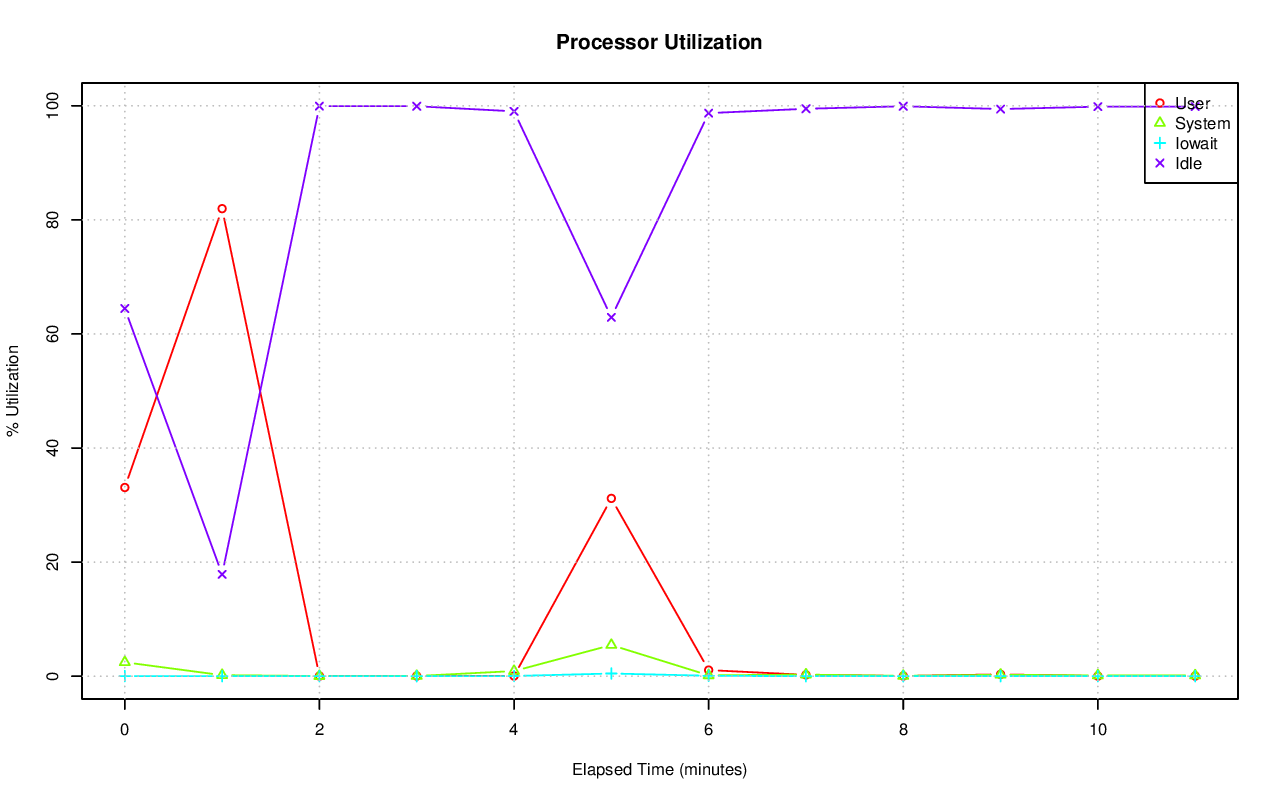 Processor Utilization
% Utilization
100
80
60
40
20
0
User
System
Iowait
Idle
0 2 4 6 8 10
Elapsed Time (minutes)